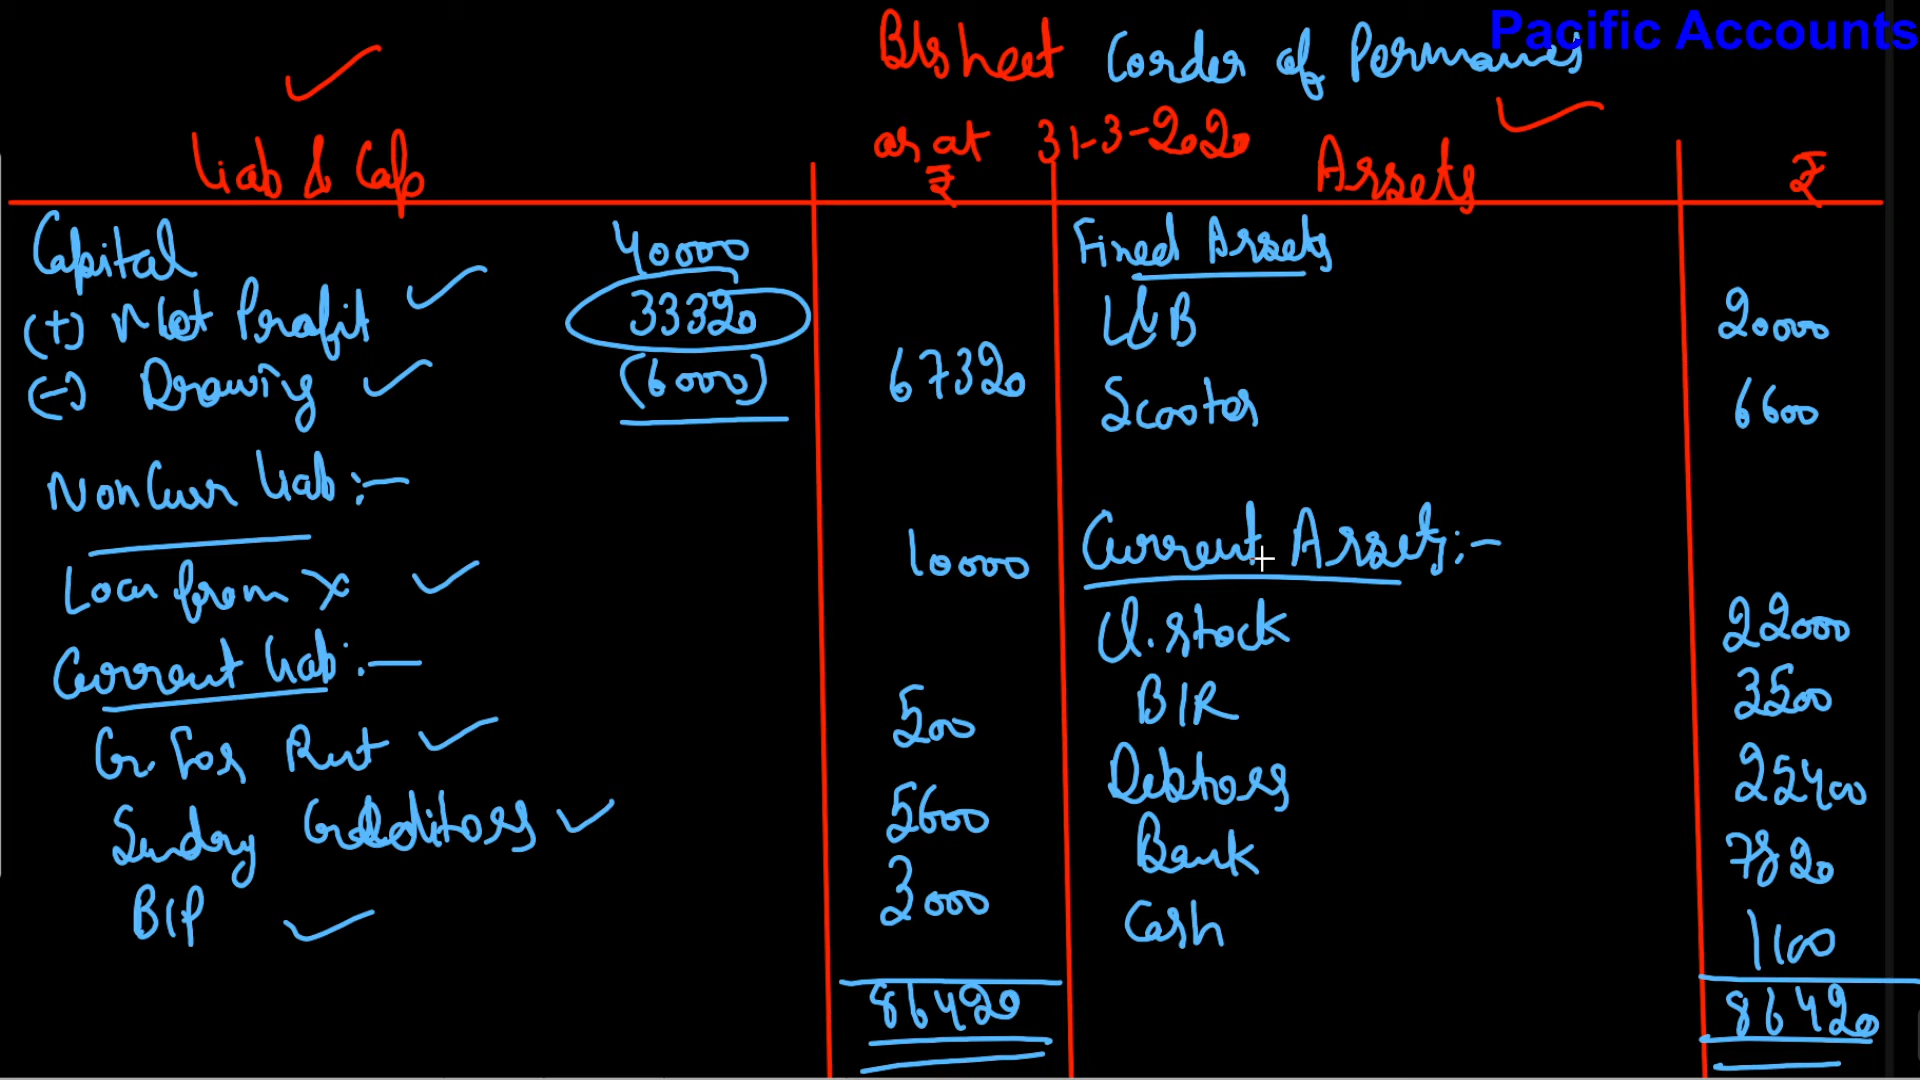 Pacific Accounts
B/sheet (order of Permances
as at 31-3-2020
Liab & Cap ₹ Assets ₹
Capital 40000 Fixed Assets
(+) Net Profit 33320 L&B 20000
(-) Drawing (6000) 67320 Scooter 6600
Non Curr Liab :-
Loan from X 10000 Current Assets :-
Current Liab :- Cl. Stock 22000
Cr. For Rent 500 B/R 3500
Sundry Creditors 5600 Debtors 25400
B/P 3000 Bank 7820
Cash 1100
86420 86420